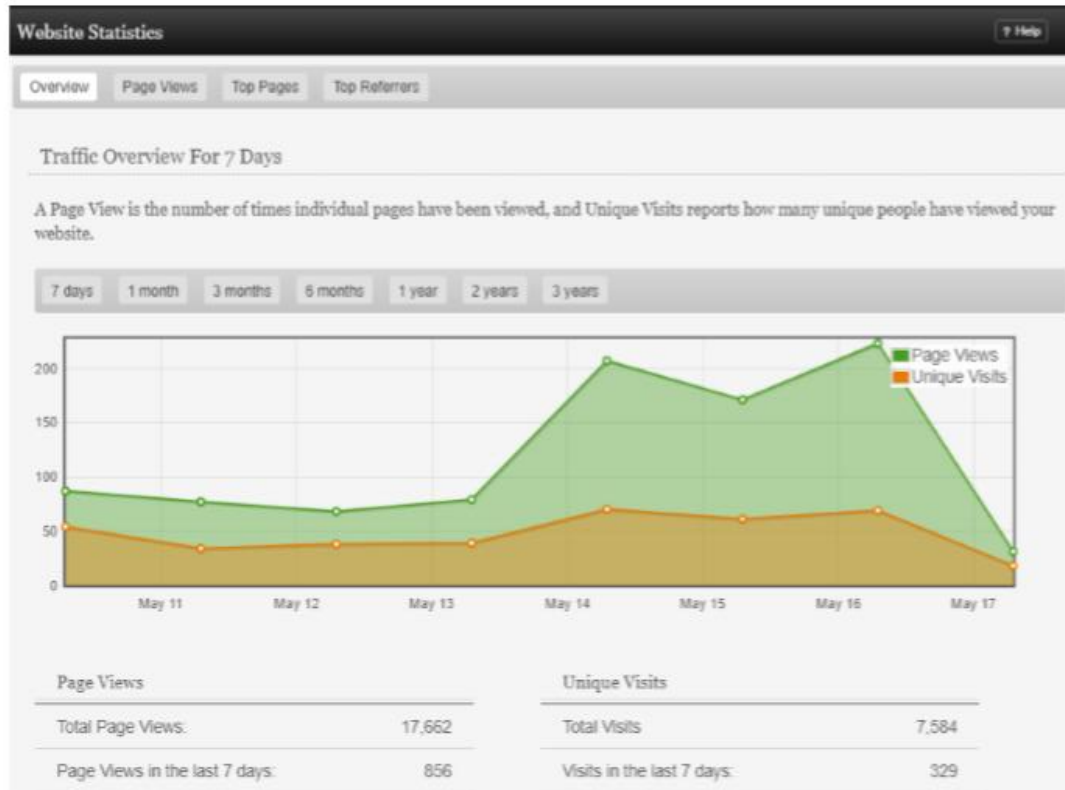 Website Statistics
? Help
Overview Page Views Top Pages Top Referrers
Traffic Overview For 7 Days
A Page View is the number of times individual pages have been viewed, and Unique Visits reports how many unique people have viewed your
website.
7 days 1 month 3 months 6 months 1 year 2 years 3 years
Page Views
Unique Visits
200
150
100
50
0
May 11 May 12 May 13 May 14 May 15 May 16 May 17
Page Views Unique Visits
Total Page Views: 17,662 Total Visits 7,584
Page Views in the last 7 days: 856 Visits in the last 7 days: 329